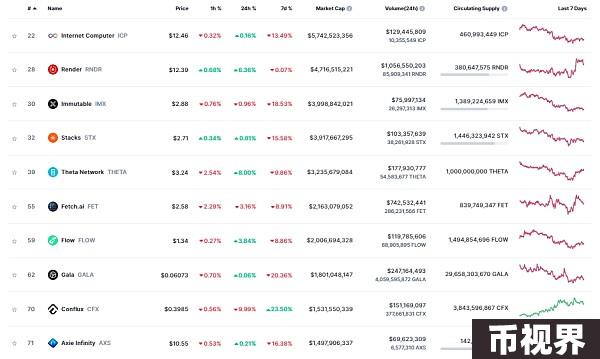 # Name Price 1h % 24h % 7d % Market Cap Volume(24h) Circulating Supply Last 7 Days
22 Internet Computer ICP $12.46 0.32% 0.16% 13.49% $5,742,523,356 $129,445,809 460,993,449 ICP
10,355,549 ICP
28 Render RNDR $12.39 0.68% 6.36% 0.07% $4,716,515,221 $1,056,550,203 380,647,575 RNDR
85,909,341 RNDR
30 Immutable IMX $2.88 0.76% 0.96% 18.53% $3,998,842,021 $75,997,134 1,389,224,659 IMX
26,297,313 IMX
32 Stacks STX $2.71 0.34% 0.81% 15.58% $3,917,667,295 $103,357,639 1,446,323,942 STX
38,261,828 STX
39 Theta Network THETA $3.24 2.54% 8.00% 9.86% $3,235,679,084 $177,930,777 1,000,000,000 THETA
54,583,677 THETA
55 Fetch.ai FET $2.58 2.29% 3.16% 8.91% $2,163,079,052 $742,532,441 839,749,347 FET
286,231,566 FET
59 Flow FLOW $1.34 0.27% 3.84% 8.86% $2,006,694,328 $119,785,606 1,494,854,696 FLOW
88,905,895 FLOW
62 Gala GALA $0.06073 0.70% 0.06% 20.36% $1,801,048,147 $247,164,493 29,658,303,670 GALA
4,059,595,872 GALA
70 Conflux CFX $0.3985 0.56% 9.99% 23.50% $1,531,550,339 $151,169,097 3,843,596,867 CFX
377,661,831 CFX
71 Axie Infinity AXS $10.55 0.53% 0.21% 16.38% $1,497,906,337 $69,623,309 142,
6,577,310 AXS
币视界